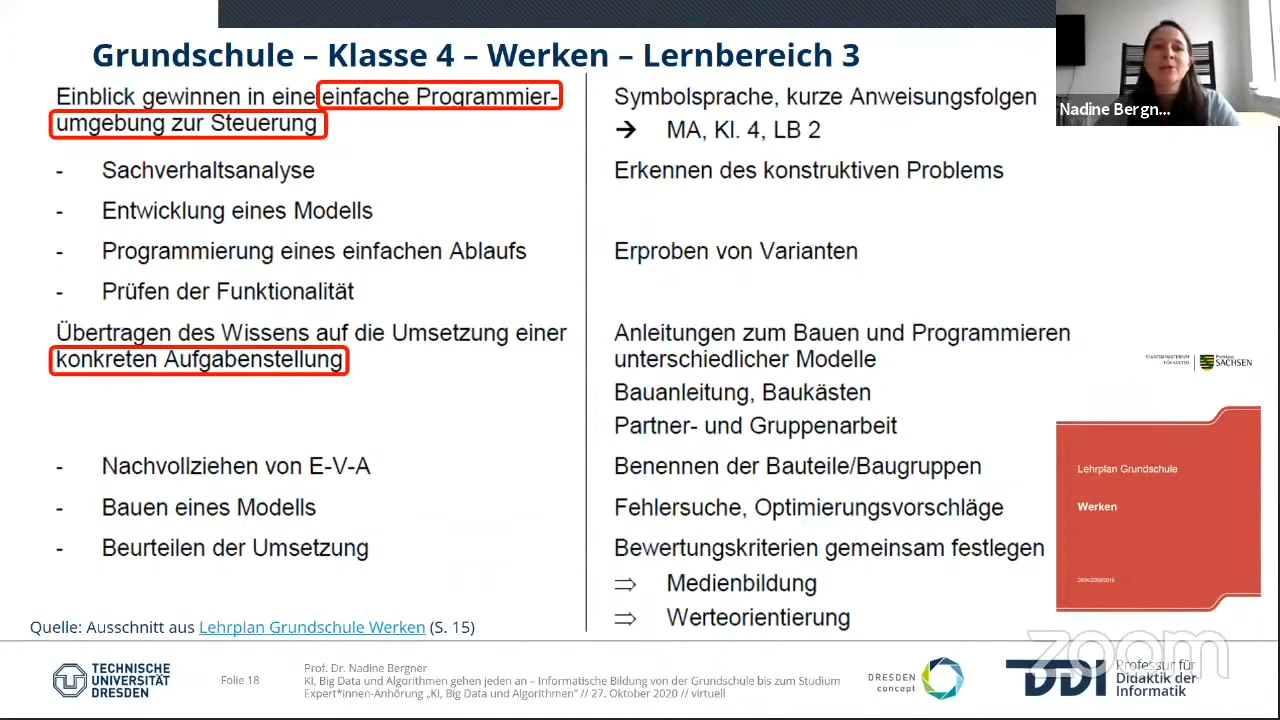 Grundschule – Klasse 4 – Werken – Lernbereich 3
Nadine Bergn...
Einblick gewinnen in eine einfache Programmier-
umgebung zur Steuerung
Symbolsprache, kurze Anweisungsfolgen
➔ MA, Kl. 4, LB 2
- Sachverhaltsanalyse
Erkennen des konstruktiven Problems
- Entwicklung eines Modells
- Programmierung eines einfachen Ablaufs
Erproben von Varianten
- Prüfen der Funktionalität
Übertragen des Wissens auf die Umsetzung einer
konkreten Aufgabenstellung
Anleitungen zum Bauen und Programmieren
unterschiedlicher Modelle
Bauanleitung, Baukästen
Partner- und Gruppenarbeit
- Nachvollziehen von E-V-A
Benennen der Bauteile/Baugruppen
- Bauen eines Modells
Fehlersuche, Optimierungsvorschläge
- Beurteilen der Umsetzung
Bewertungskriterien gemeinsam festlegen
⇒ Medienbildung
⇒ Werteorientierung
STAATSMINISTERIUM
FÜR KULTUS
Freistaat
SACHSEN
Lehrplan Grundschule
Werken
2004/2009/2019
Quelle: Ausschnitt aus Lehrplan Grundschule Werken (S. 15)
TECHNISCHE
UNIVERSITÄT
DRESDEN
Folie 18
Prof. Dr. Nadine Bergner
KI, Big Data und Algorithmen gehen jeden an – Informatische Bildung von der Grundschule bis zum Studium
Expert*innen-Anhörung „KI, Big Data und Algorithmen" // 27. Oktober 2020 // virtuell
DRESDEN
concept
DDI
Professur für
Didaktik der
Informatik
zoom